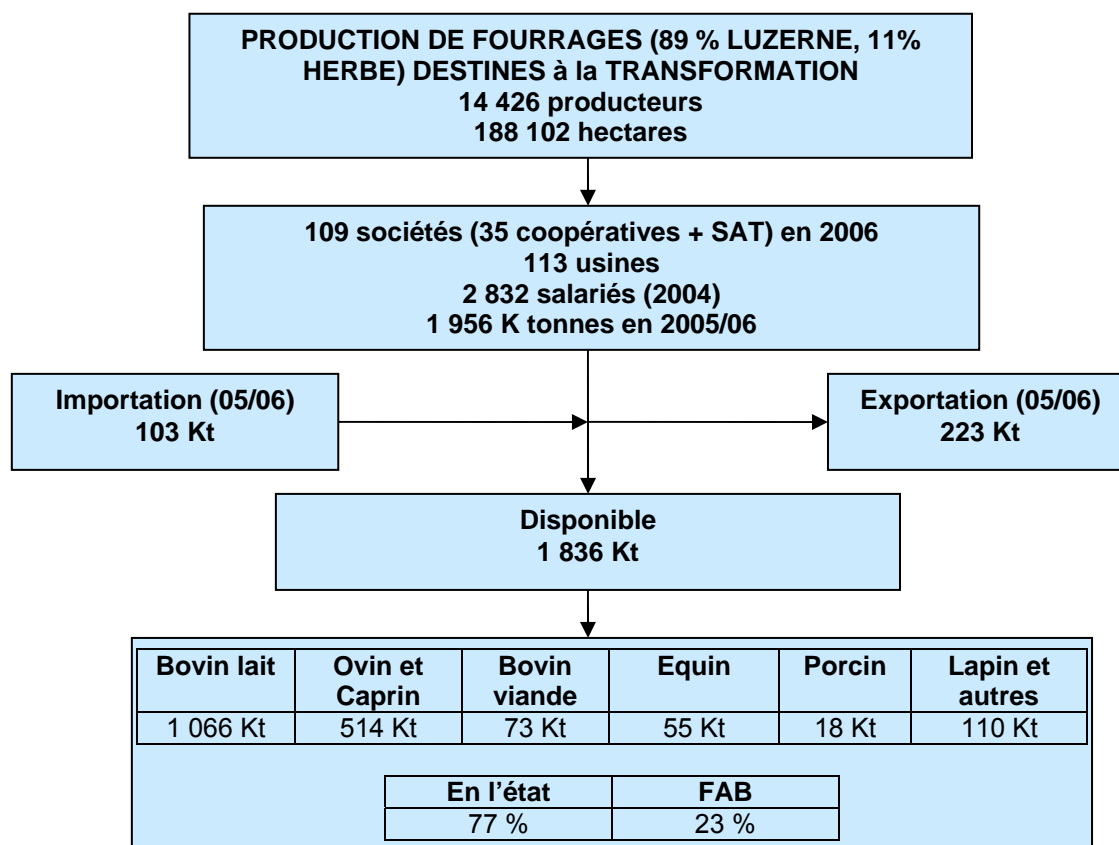 PRODUCTION DE FOURRAGES (89 % LUZERNE, 11%
HERBE) DESTINES à la TRANSFORMATION
14 426 producteurs
188 102 hectares
109 sociétés (35 coopératives + SAT) en 2006
113 usines
2 832 salariés (2004)
1 956 K tonnes en 2005/06
Importation (05/06)
103 Kt
Exportation (05/06)
223 Kt
Disponible
1 836 Kt
Bovin lait
Ovin et
Caprin
Bovin
viande
Equin
Porcin
Lapin et
autres
1 066 Kt
514 Kt
73 Kt
55 Kt
18 Kt
110 Kt
En l’état
FAB
77 %
23 %